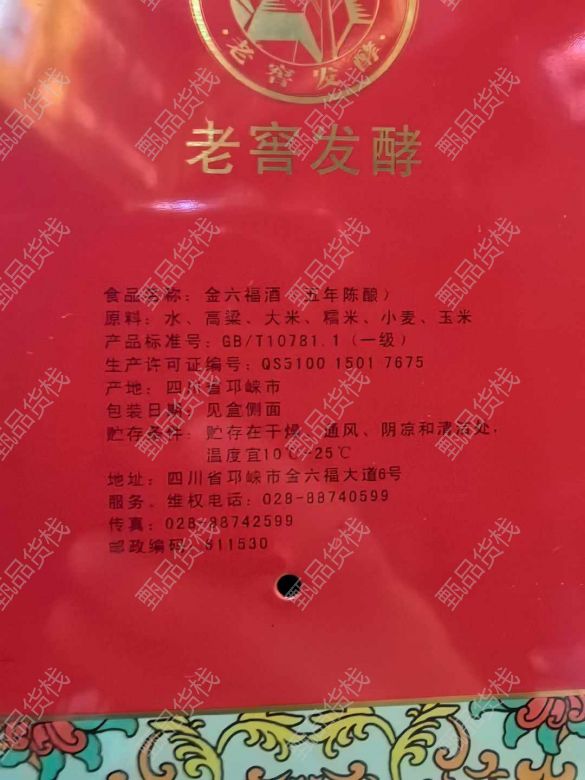 老窖发酵
老窖发酵
食品名称：金六福酒（五年陈酿）
原料：水、高粱、大米、糯米、小麦、玉米
产品标准号：GB/T10781.1（一级）
生产许可证编号：QS5100 1501 7675
产地：四川省邛崃市
包装日期：见盒侧面
贮存条件：贮存在干燥、通风、阴凉和清洁处，
温度宜10℃-25℃
地址：四川省邛崃市金六福大道6号
服务、维权电话：028-88740599
传真：028-88742599
邮政编码：611530
甄品货栈